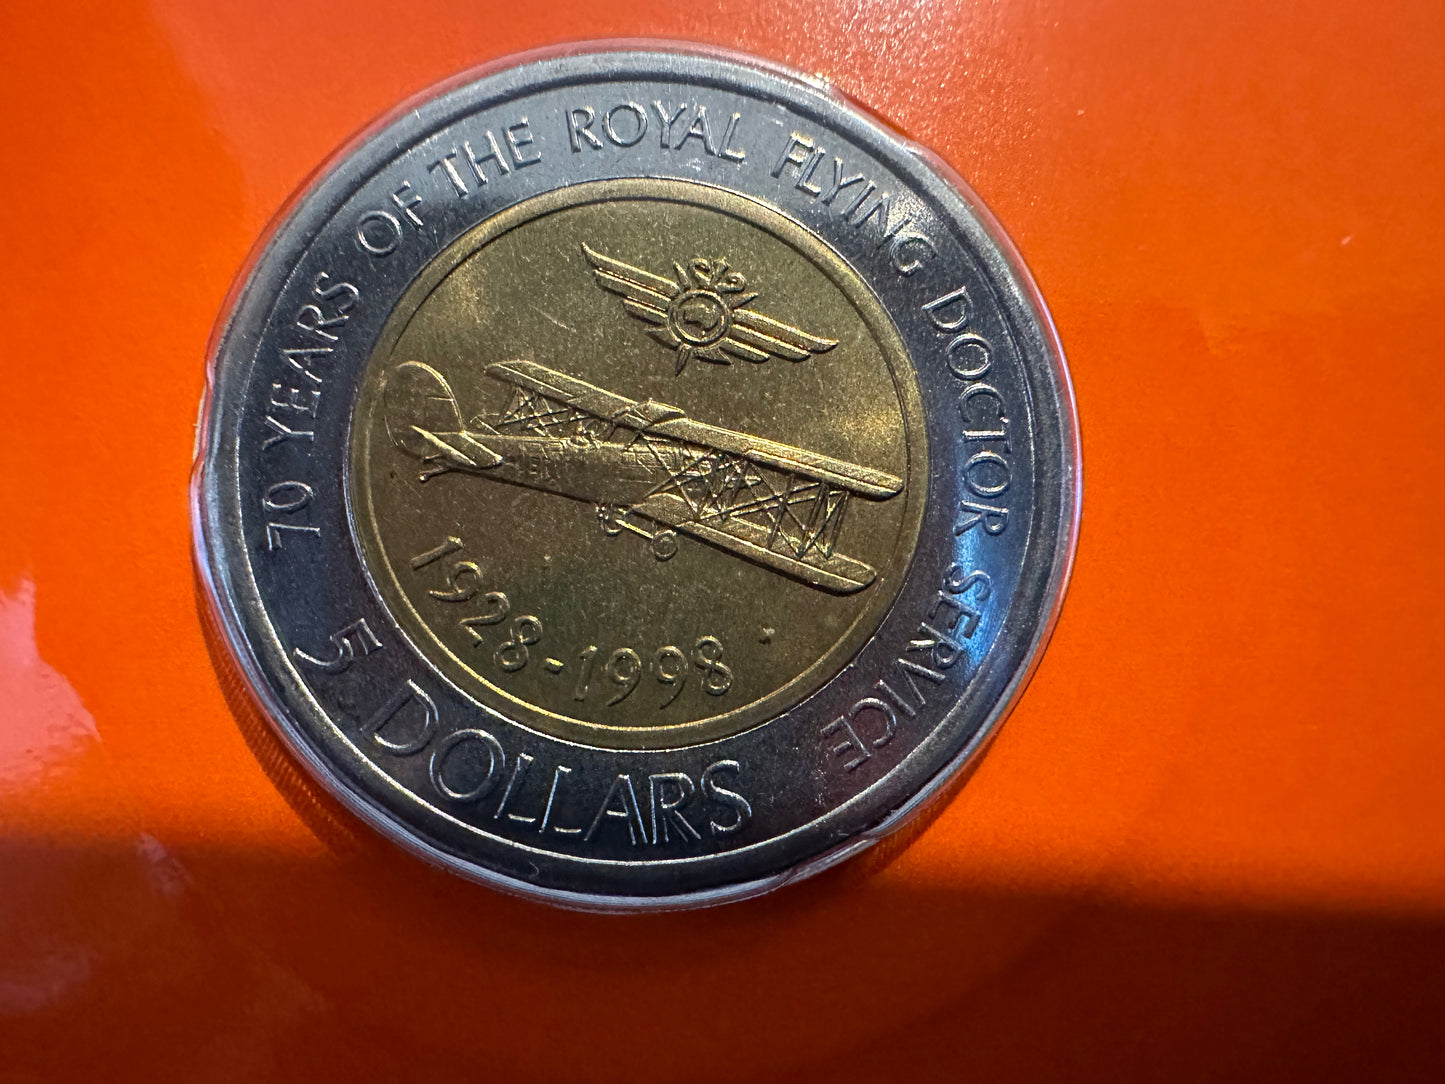 70 YEARS OF THE ROYAL FLYING DOCTOR SERVICE
1928-1998
5 DOLLARS